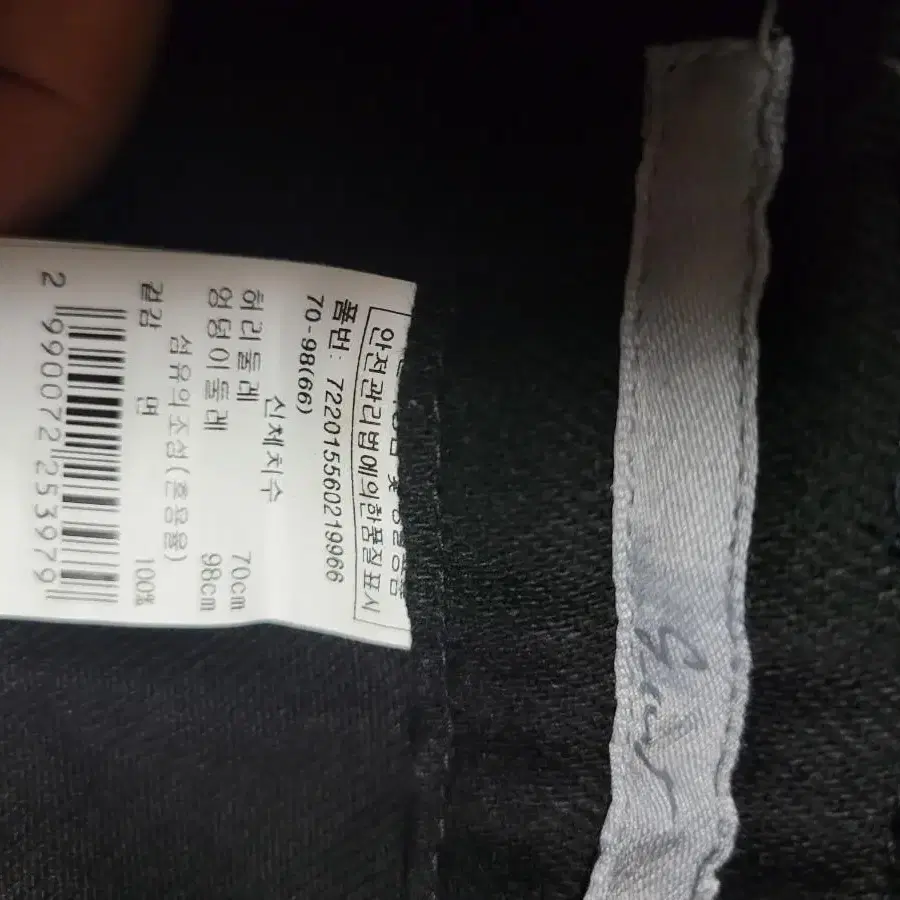 안전관리법에의한품질표시
품번: 7220155602199​66
70-98(66)
신체치수
허리둘레 70cm
엉덩이둘레 98cm
섬유의조성(혼용율)
겉감 면 100%
2 990072 253979